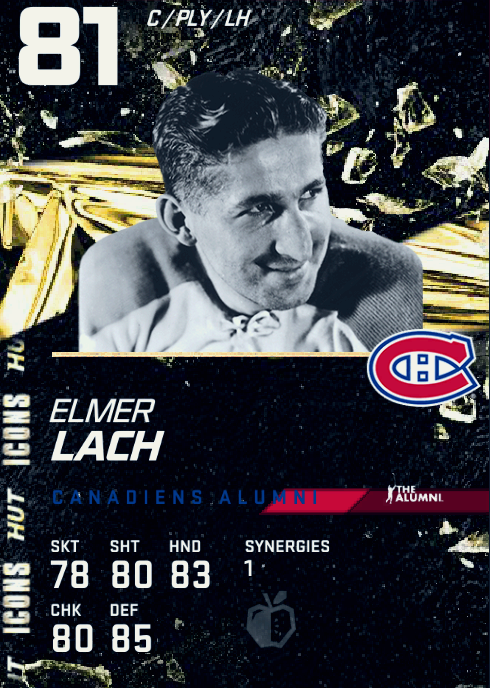 81
C/PLY/LH
ELMER
LACH
CANADIENS ALUMNI
THE
ALUMNI
SKT SHT HND SYNERGIES
78 80 83 1
CHK DEF
80 85
HUT
ICONS
HUT
ICONS